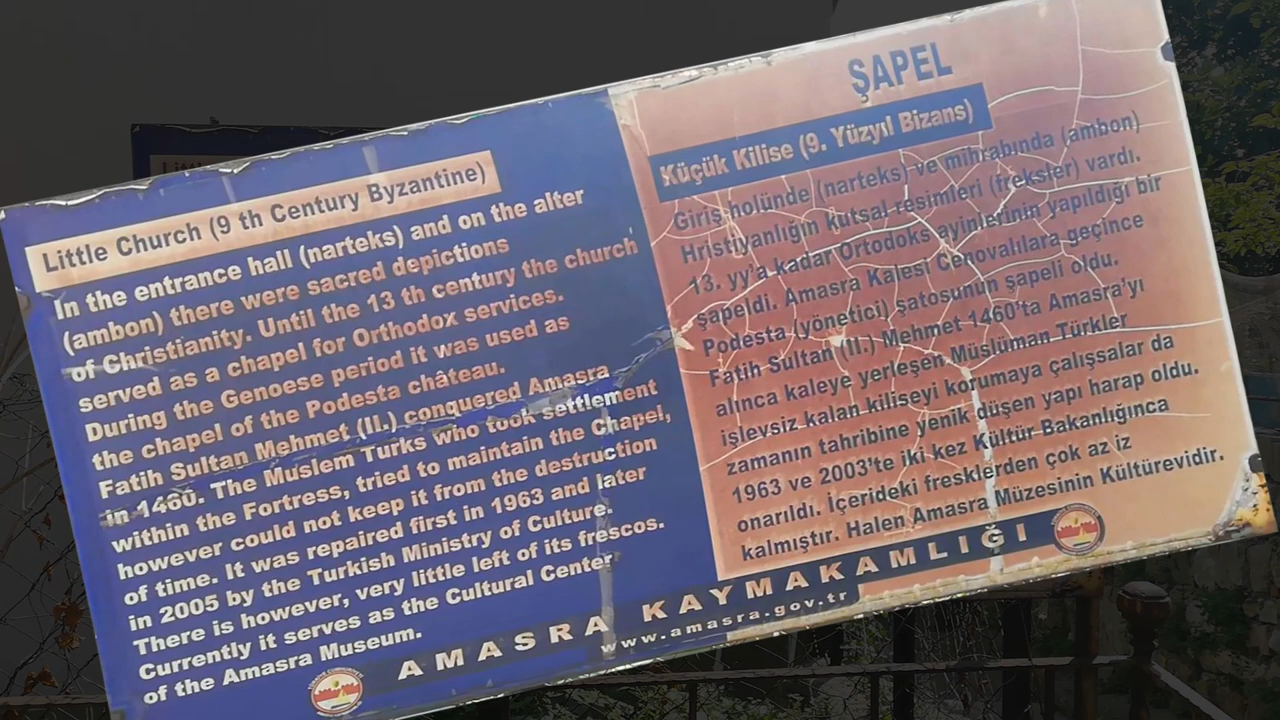 Little Church (9 th Century Byzantine)
In the entrance hall (narteks) and on the alter
(ambon) there were sacred depictions
of Christianity. Until the 13 th century the church
served as a chapel for Orthodox services.
During the Genoese period it was used as
the chapel of the Podesta château.
Fatih Sultan Mehmet (II.) conquered Amasra
in 1460. The Muslem Turks who took settlement
within the Fortress, tried to maintain the Chapel,
however could not keep it from the destruction
of time. It was repaired first in 1963 and later
in 2005 by the Turkish Ministry of Culture.
There is however, very little left of its frescos.
Currently it serves as the Cultural Center
of the Amasra Museum.
ŞAPEL
Küçük Kilise (9. Yüzyıl Bizans)
Giriş holünde (narteks) ve mihrabında (ambon)
Hristiyanlığın kutsal resimleri (freksler) vardı.
13. yy'a kadar Ortodoks ayinlerinin yapıldığı bir
şapeldi. Amasra Kalesi Cenovalılara geçince
Podesta (yönetici) şatosunun şapeli oldu.
Fatih Sultan (II.) Mehmet 1460'ta Amasra'yı
alınca kaleye yerleşen Müslüman Türkler
işlevsiz kalan kiliseyi korumaya çalışsalar da
zamanın tahribine yenik düşen yapı harap oldu.
1963 ve 2003'te iki kez Kültür Bakanlığınca
onarıldı. İçerideki fresklerden çok az iz
kalmıştır. Halen Amasra Müzesinin Kültürevidir.
AMASRA KAYMAKAMLIĞI
www.amasra.gov.tr